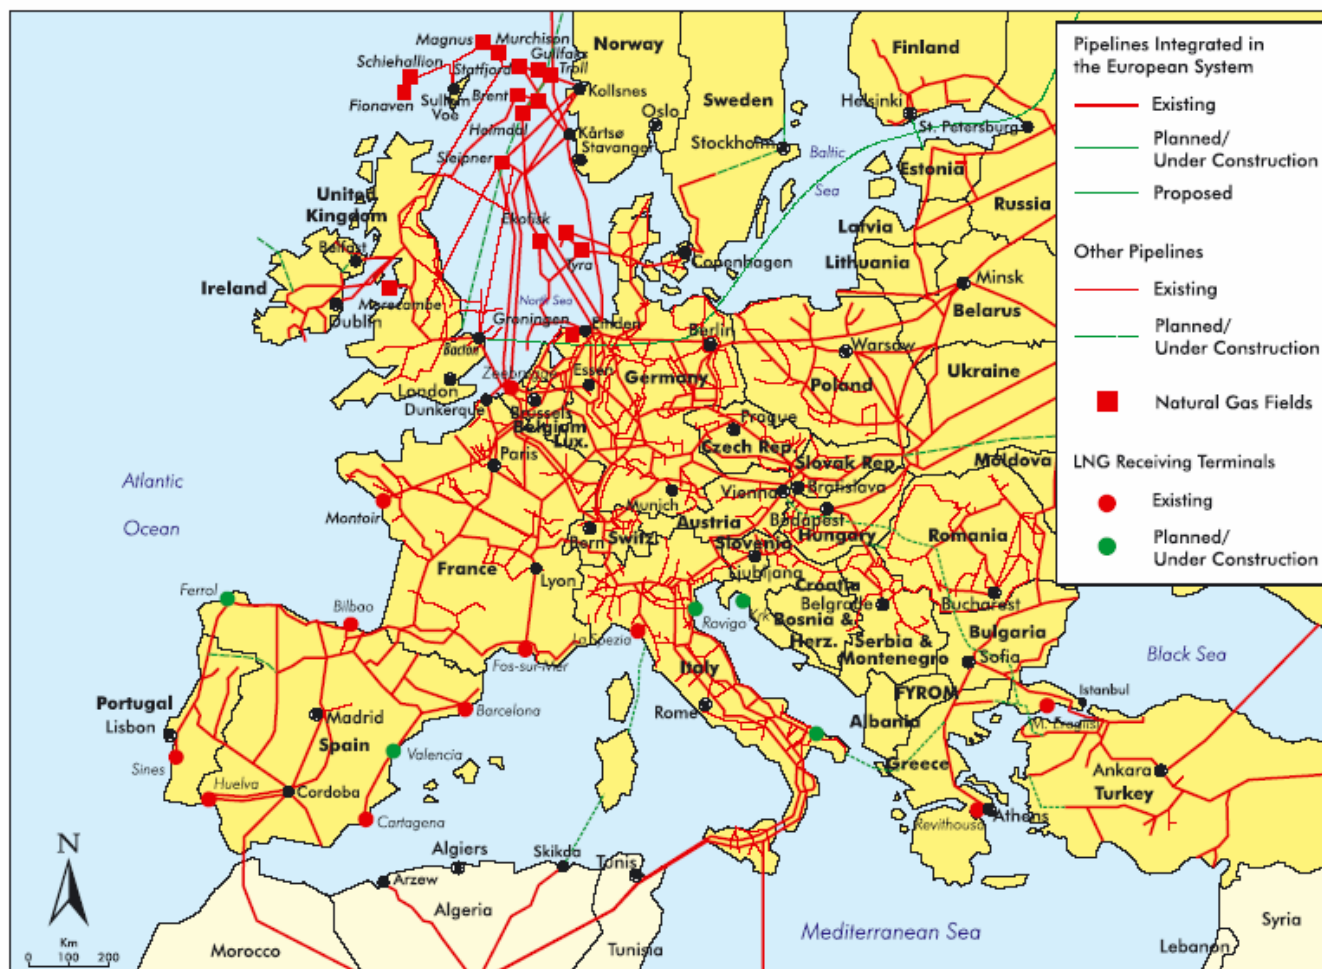 Magnus
Murchison
Gullfaks
Schiehallion
Statfjord
Troll
Fionaven
Sullom
Voe
Brent
Kollsnes
Heimdal
Norway
Sweden
Finland
Oslo
Helsinki
St. Petersburg
Kårtsø
Stavanger
Stockholm
Baltic
Sea
Sleipner
Estonia
Russia
United
Kingdom
Ekofisk
Latvia
Belfast
Tyra
Copenhagen
Lithuania
Ireland
Morecambe
Dublin
North Sea
Groningen
Emden
Minsk
Belarus
Bacton
Berlin
Warsaw
London
Zeebrugge
Essen
Germany
Poland
Ukraine
Dunkerque
Brussels
Belgium
Lux.
Prague
Czech Rep.
Paris
Slovak Rep.
Moldova
Atlantic
Ocean
Montoir
Munich
Vienna
Bratislava
Budapest
Austria
Hungary
Bern
Switz
Slovenia
Romania
Ljubljana
France
Lyon
Croatia
Belgrade
Bucharest
Ferrol
Bilbao
La Spezia
Rovigo
Krk
Bosnia &
Herz.
Serbia &
Montenegro
Bulgaria
Sofia
Black Sea
Fos-sur-Mer
Italy
FYROM
Istanbul
Portugal
Lisbon
Madrid
Barcelona
Rome
Albania
M. Ereglisi
Spain
Valencia
Greece
Ankara
Turkey
Sines
Huelva
Cordoba
Cartagena
Revithousa
Athens
N
Algiers
Skikda
Tunis
Arzew
Algeria
Km
0 100 200
Morocco
Tunisia
Mediterranean Sea
Syria
Lebanon
Pipelines Integrated in
the European System
Existing
Planned/
Under Construction
Proposed
Other Pipelines
Existing
Planned/
Under Construction
Natural Gas Fields
LNG Receiving Terminals
Existing
Planned/
Under Construction